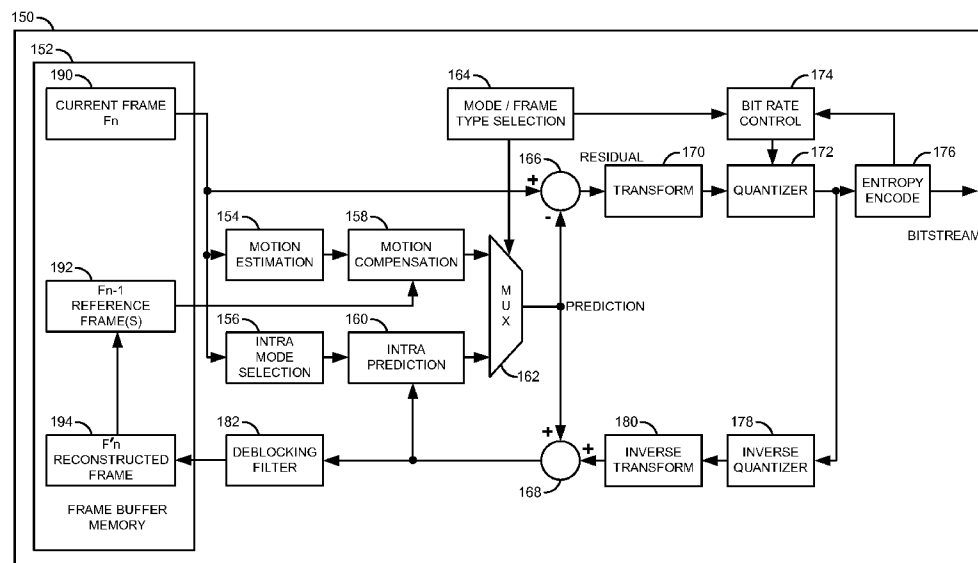 150
152
190
CURRENT FRAME
Fn
164
MODE / FRAME
TYPE SELECTION
174
BIT RATE
CONTROL
166
+
-
RESIDUAL
170
TRANSFORM
172
QUANTIZER
176
ENTROPY
ENCODE
BITSTREAM
154
MOTION
ESTIMATION
158
MOTION
COMPENSATION
192
Fn-1
REFERENCE
FRAME(S)
156
INTRA
MODE
SELECTION
160
INTRA
PREDICTION
MUX
162
PREDICTION
194
F'n
RECONSTRUCTED
FRAME
182
DEBLOCKING
FILTER
+
+
168
180
INVERSE
TRANSFORM
178
INVERSE
QUANTIZER
FRAME BUFFER
MEMORY